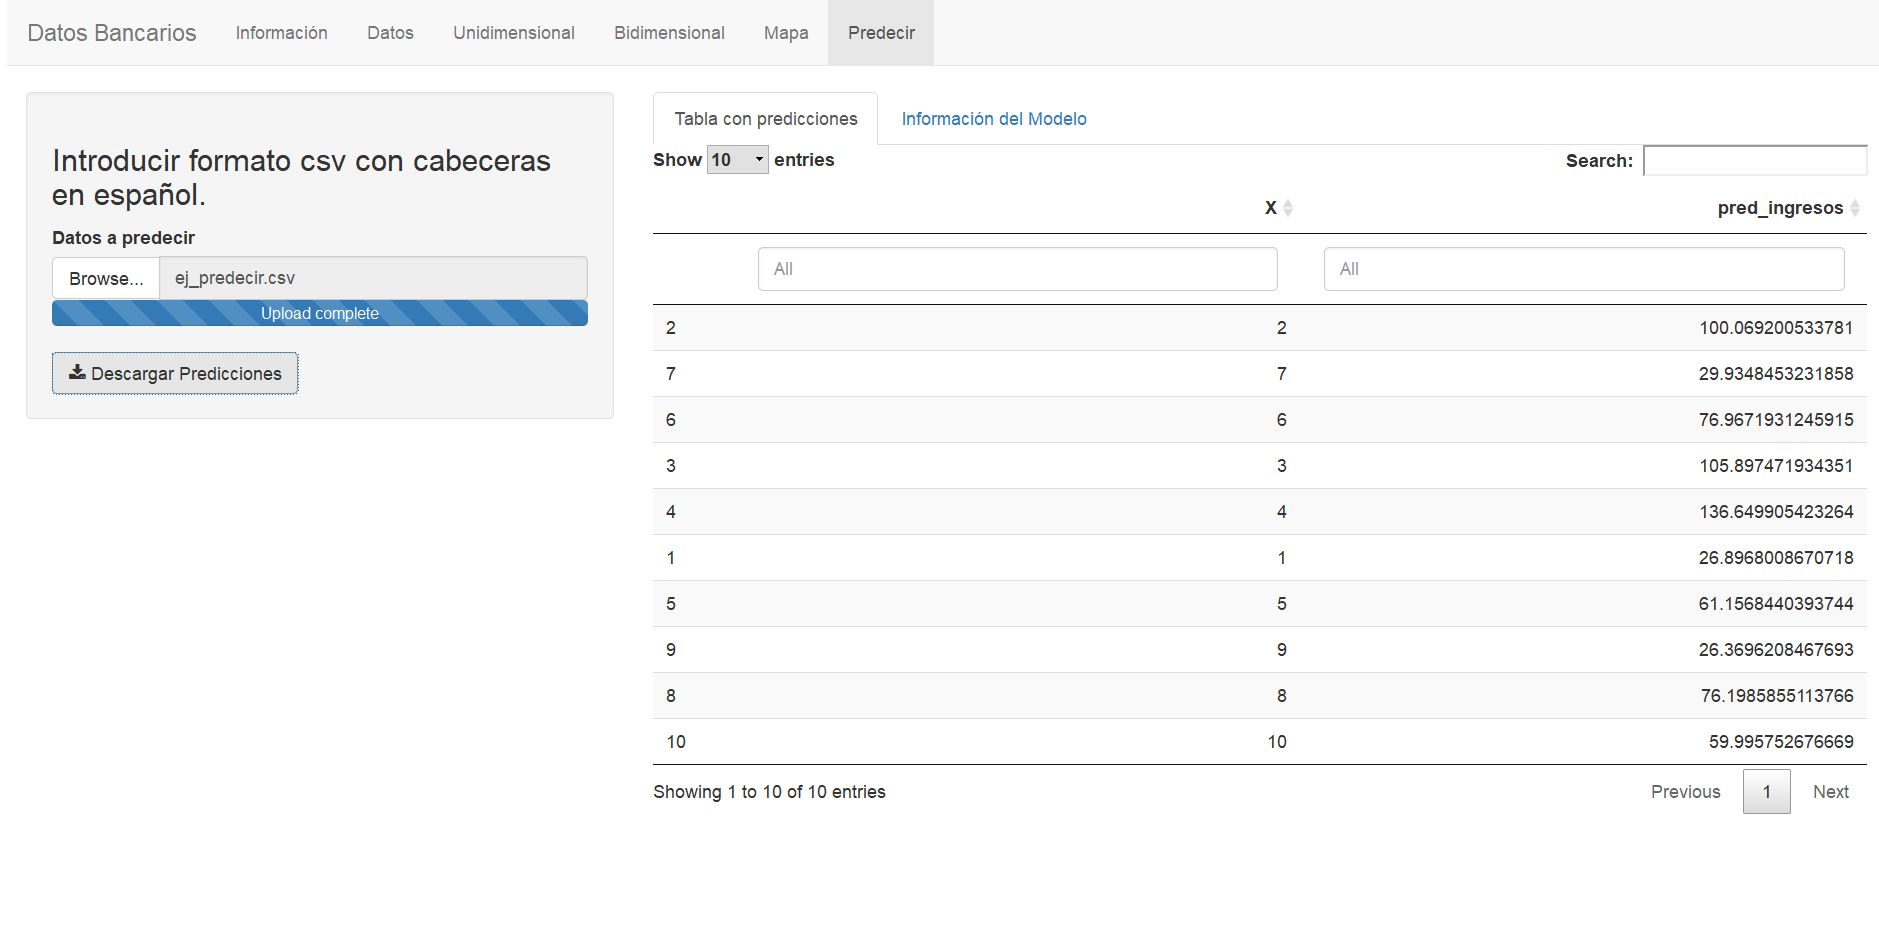 Datos Bancarios Información Datos Unidimensional Bidimensional Mapa Predecir
Introducir formato csv con cabeceras
en español.
Datos a predecir
Browse... ej_predecir.csv
Upload complete
Descargar Predicciones
Tabla con predicciones Información del Modelo
Show 10 entries Search:
X pred_ingresos
All All
2 2 100.069200533781
7 7 29.9348453231858
6 6 76.9671931245915
3 3 105.897471934351
4 4 136.649905423264
1 1 26.8968008670718
5 5 61.1568440393744
9 9 26.3696208467693
8 8 76.1985855113766
10 10 59.995752676669
Showing 1 to 10 of 10 entries Previous 1 Next